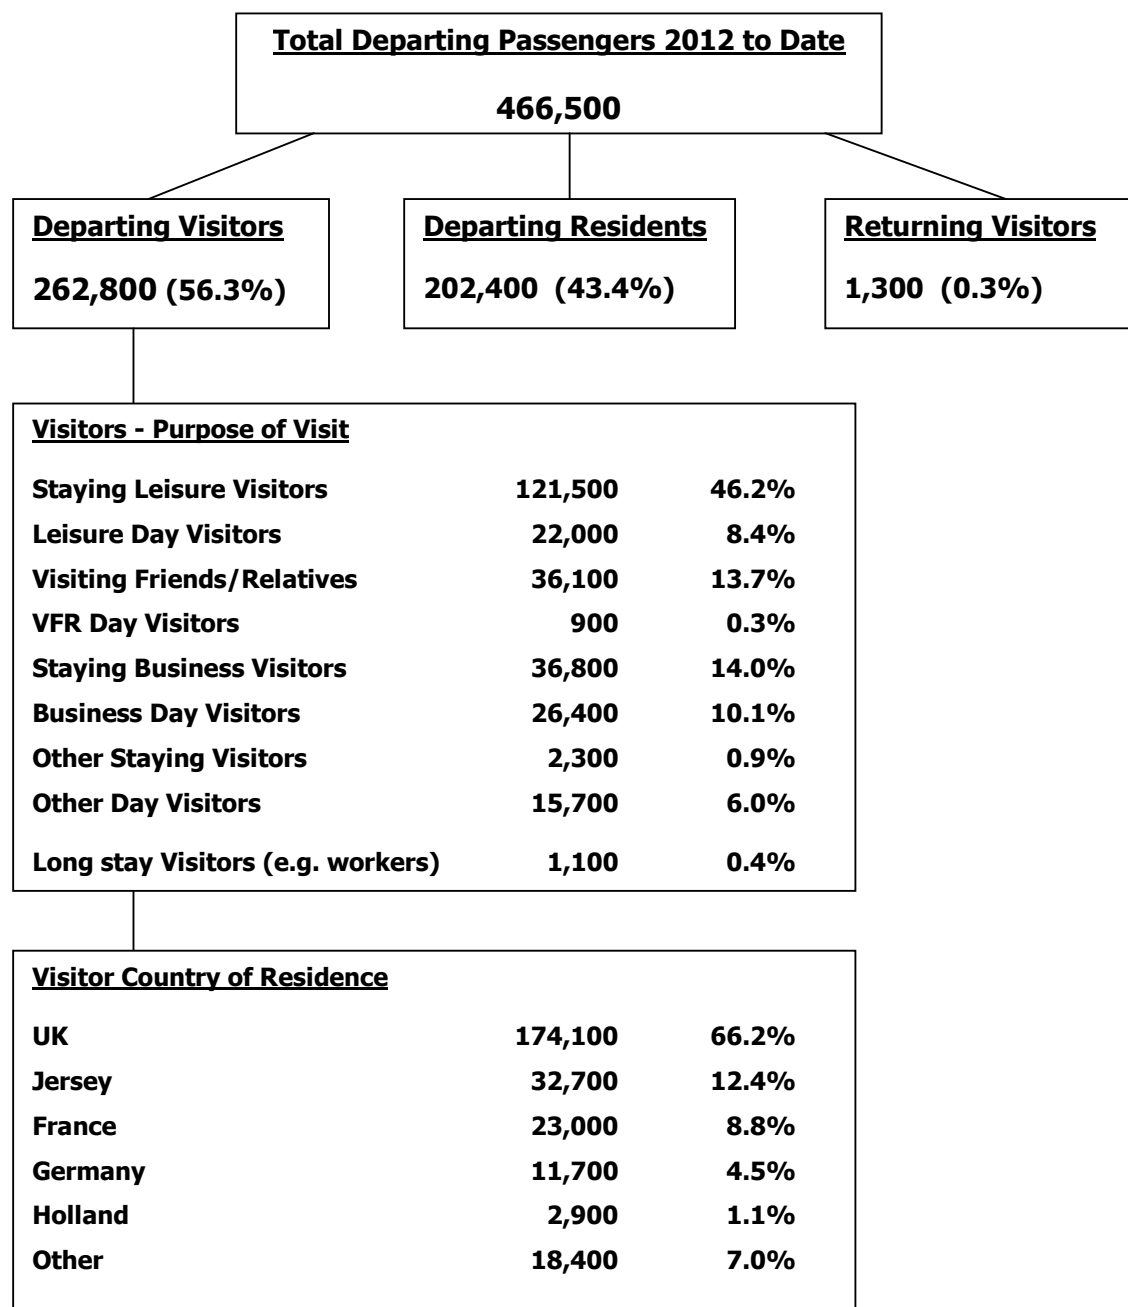 Total Departing Passengers 2012 to Date
466,500
Departing Visitors
262,800 (56.3%)
Departing Residents
202,400 (43.4%)
Returning Visitors
1,300 (0.3%)
Visitors - Purpose of Visit
Staying Leisure Visitors 121,500 46.2%
Leisure Day Visitors 22,000 8.4%
Visiting Friends/Relatives 36,100 13.7%
VFR Day Visitors 900 0.3%
Staying Business Visitors 36,800 14.0%
Business Day Visitors 26,400 10.1%
Other Staying Visitors 2,300 0.9%
Other Day Visitors 15,700 6.0%
Long stay Visitors (e.g. workers) 1,100 0.4%
Visitor Country of Residence
UK 174,100 66.2%
Jersey 32,700 12.4%
France 23,000 8.8%
Germany 11,700 4.5%
Holland 2,900 1.1%
Other 18,400 7.0%